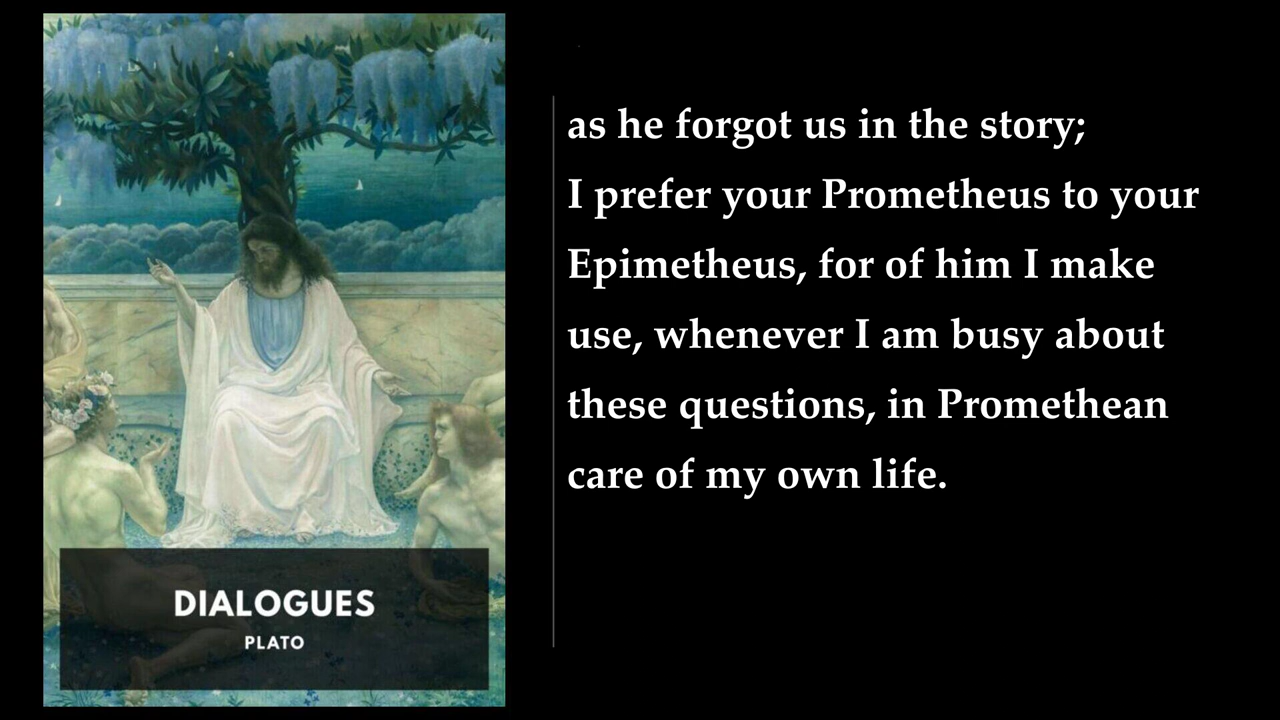 DIALOGUES
PLATO
as he forgot us in the story;
I prefer your Prometheus to your
Epimetheus, for of him I make
use, whenever I am busy about
these questions, in Promethean
care of my own life.